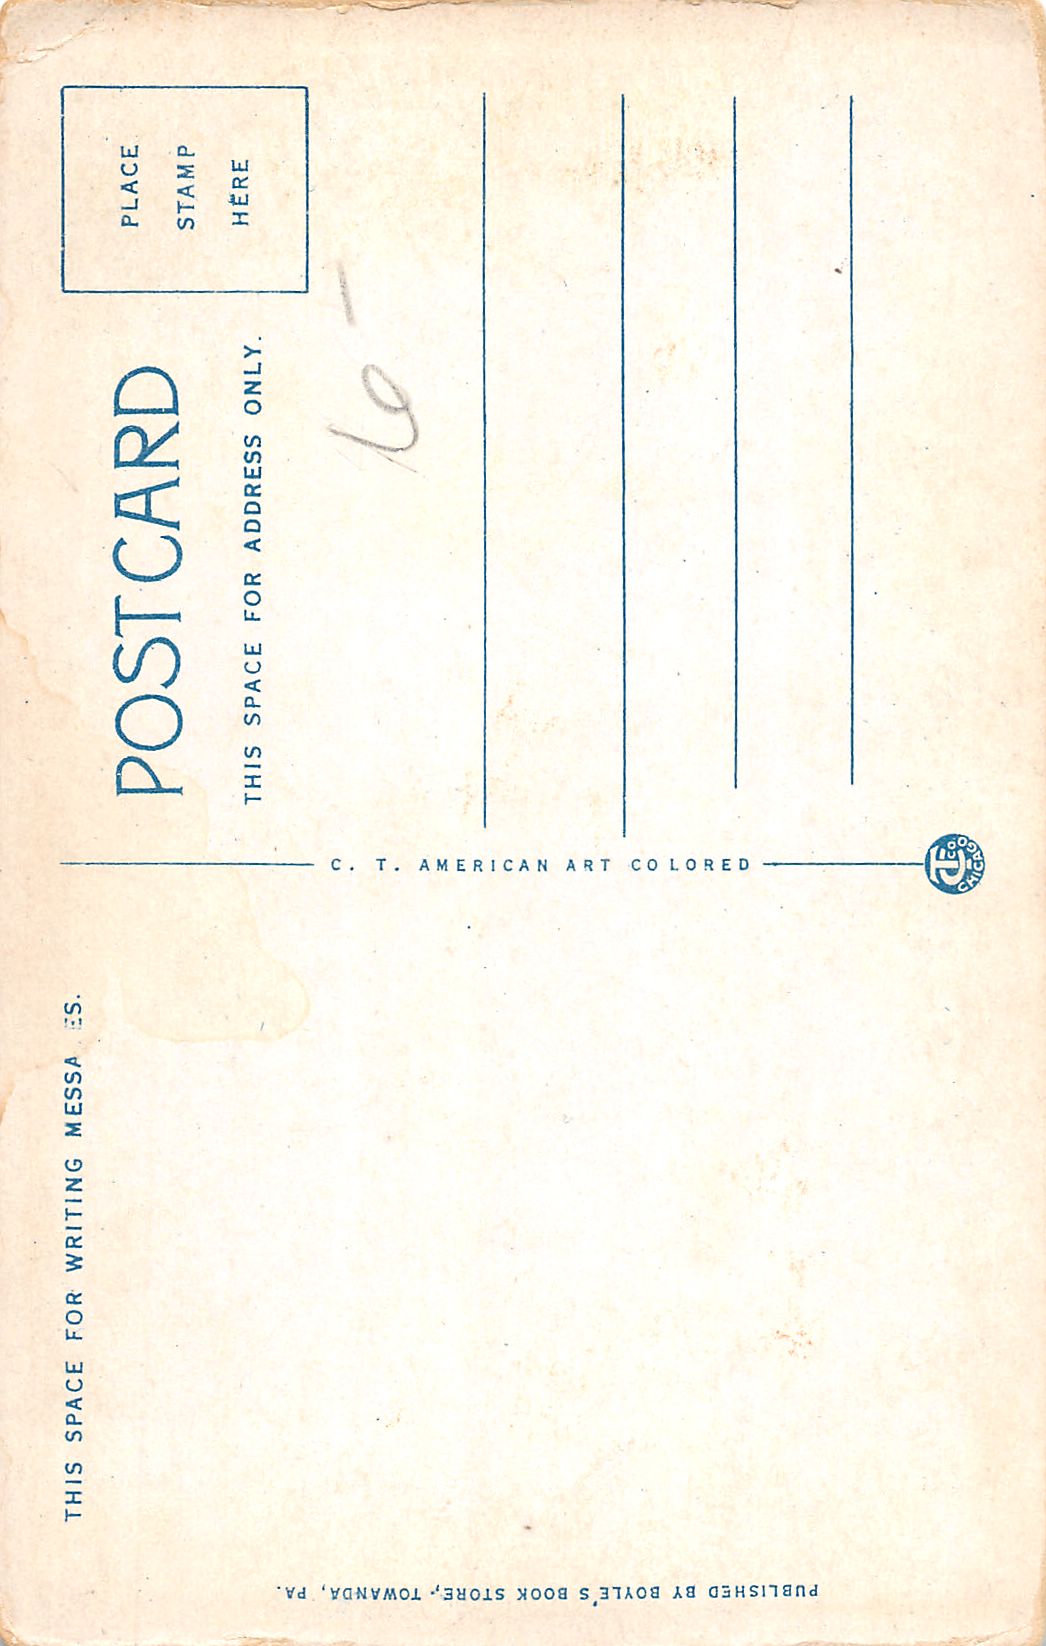 PLACE
STAMP
HERE
POSTCARD
THIS SPACE FOR ADDRESS ONLY.
6 -
C. T. AMERICAN ART COLORED
CT CO
CHICAGO
THIS SPACE FOR WRITING MESSA ES.
PUBLISHED BY BOYLE'S BOOK STORE, TOWANDA, PA.